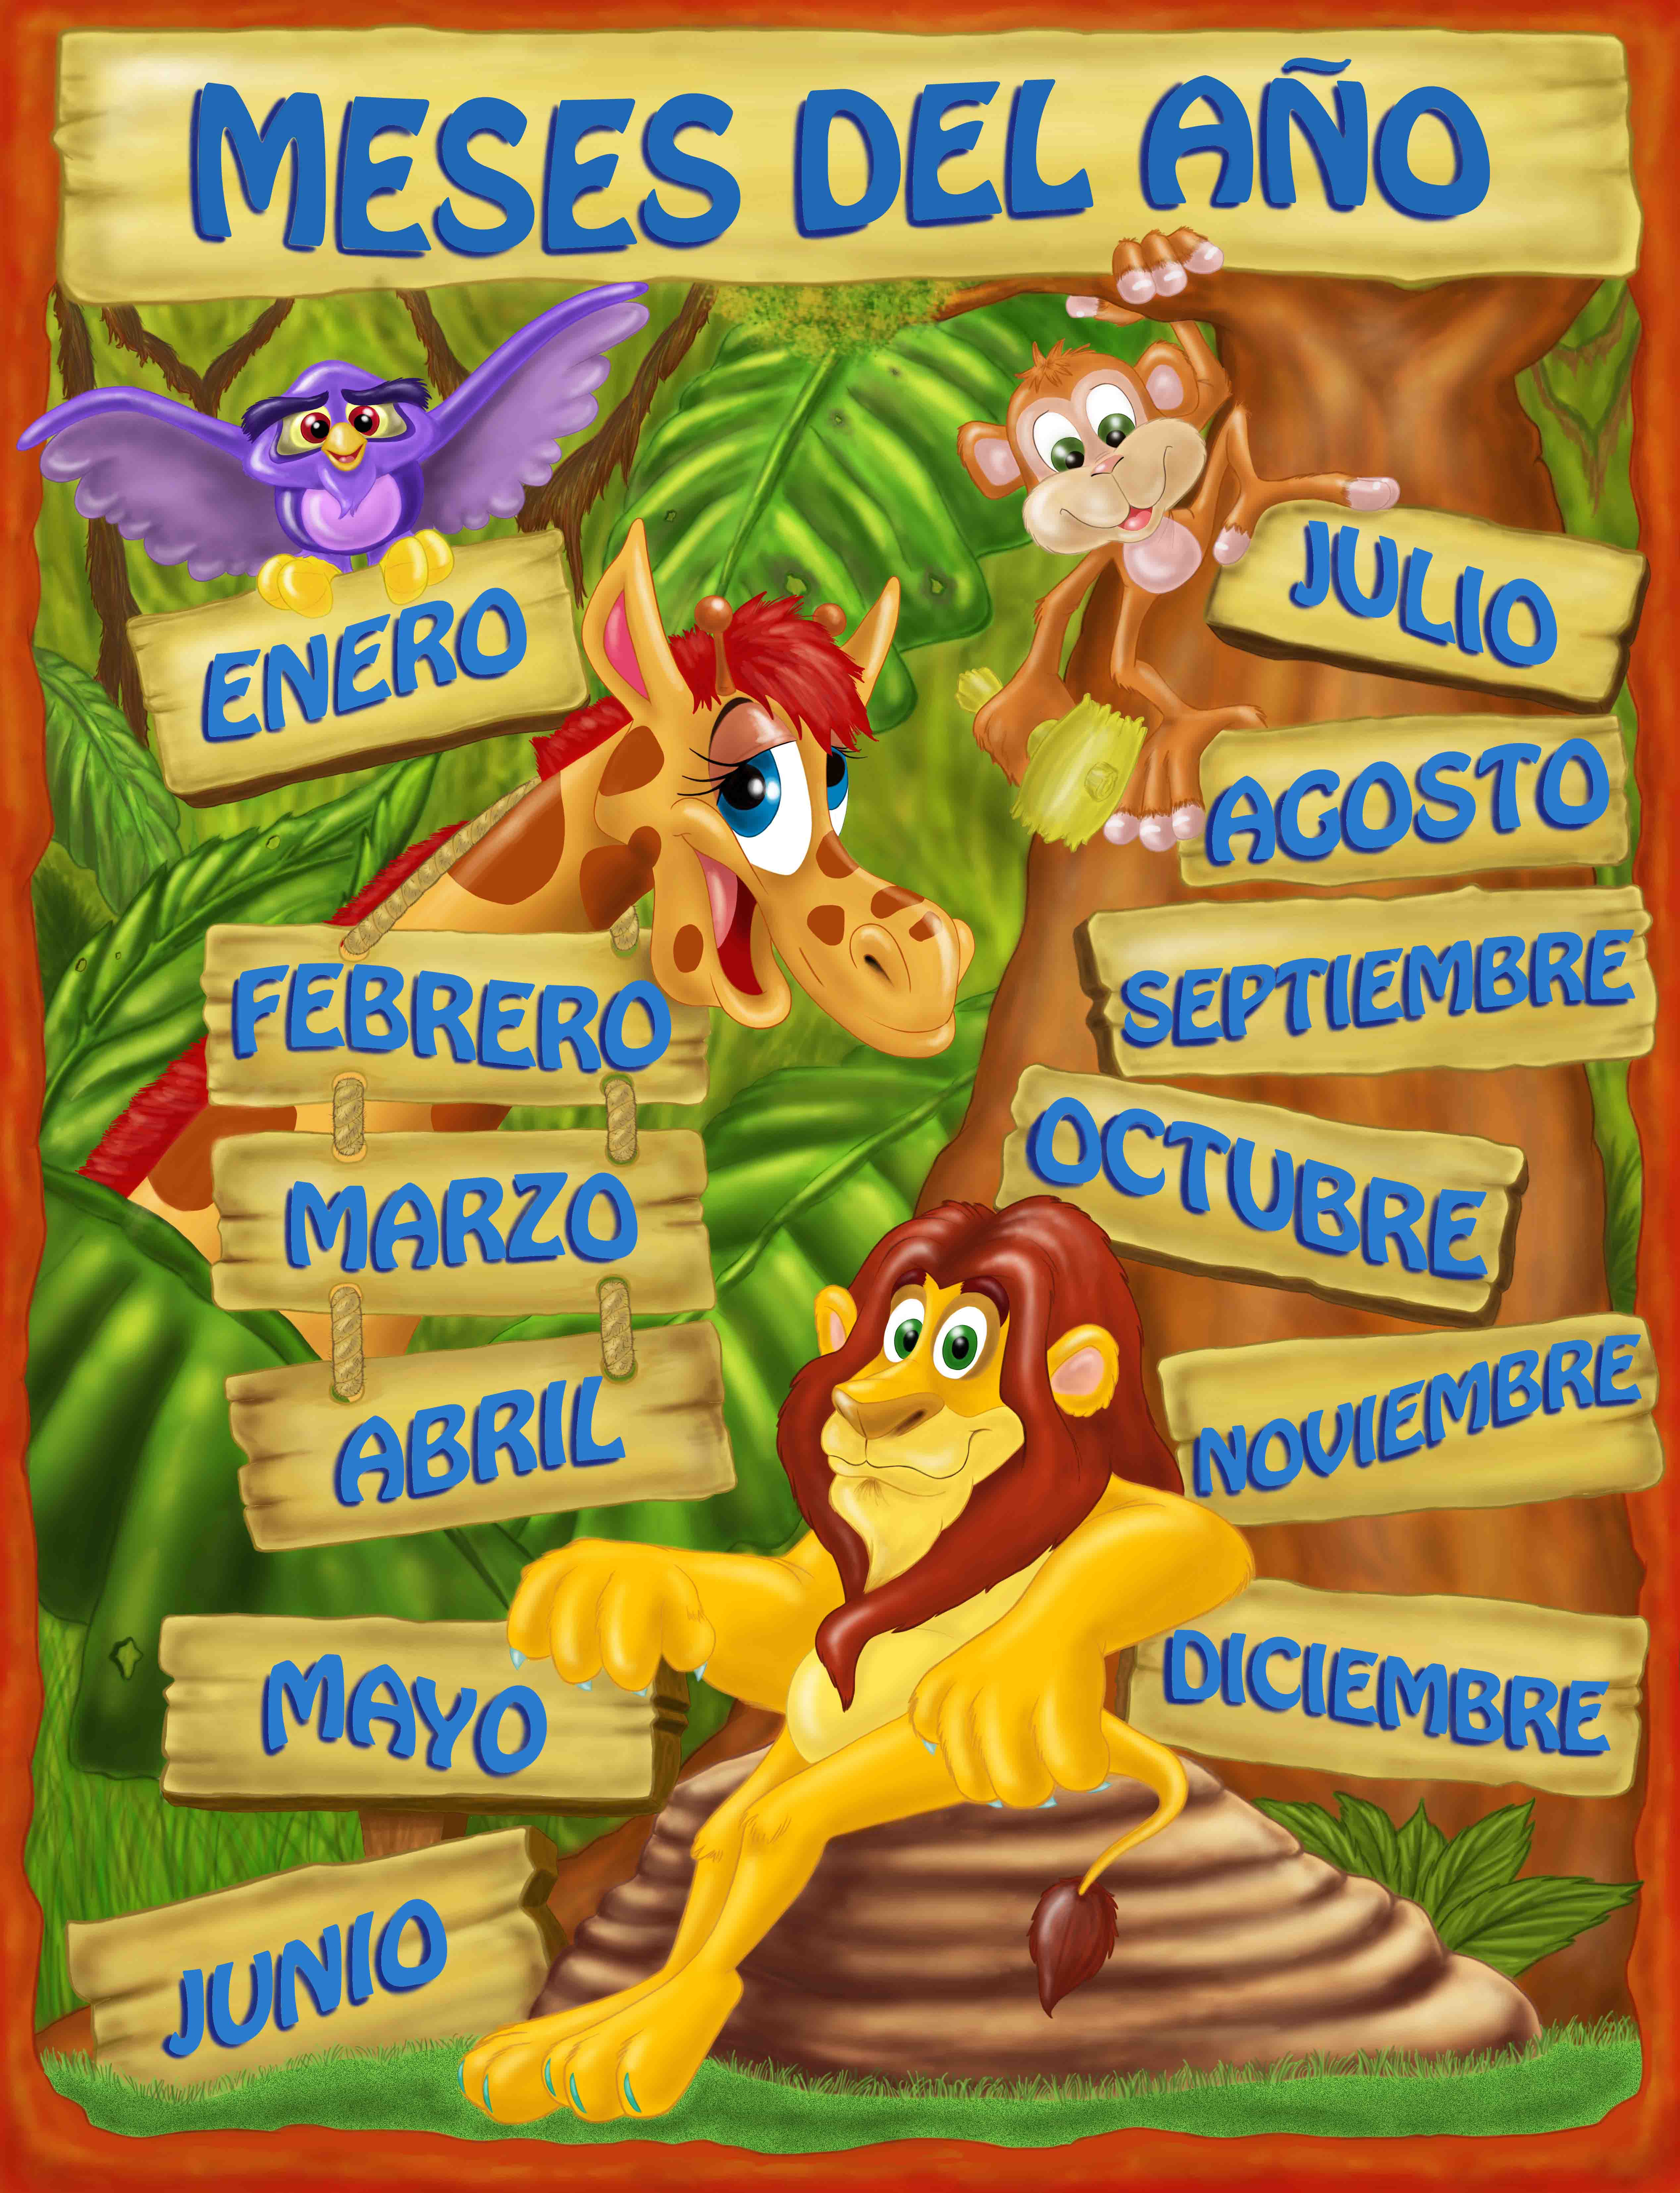 MESES DEL AÑO
ENERO
FEBRERO
MARZO
ABRIL
MAYO
JUNIO
JULIO
AGOSTO
SEPTIEMBRE
OCTUBRE
NOVIEMBRE
DICIEMBRE